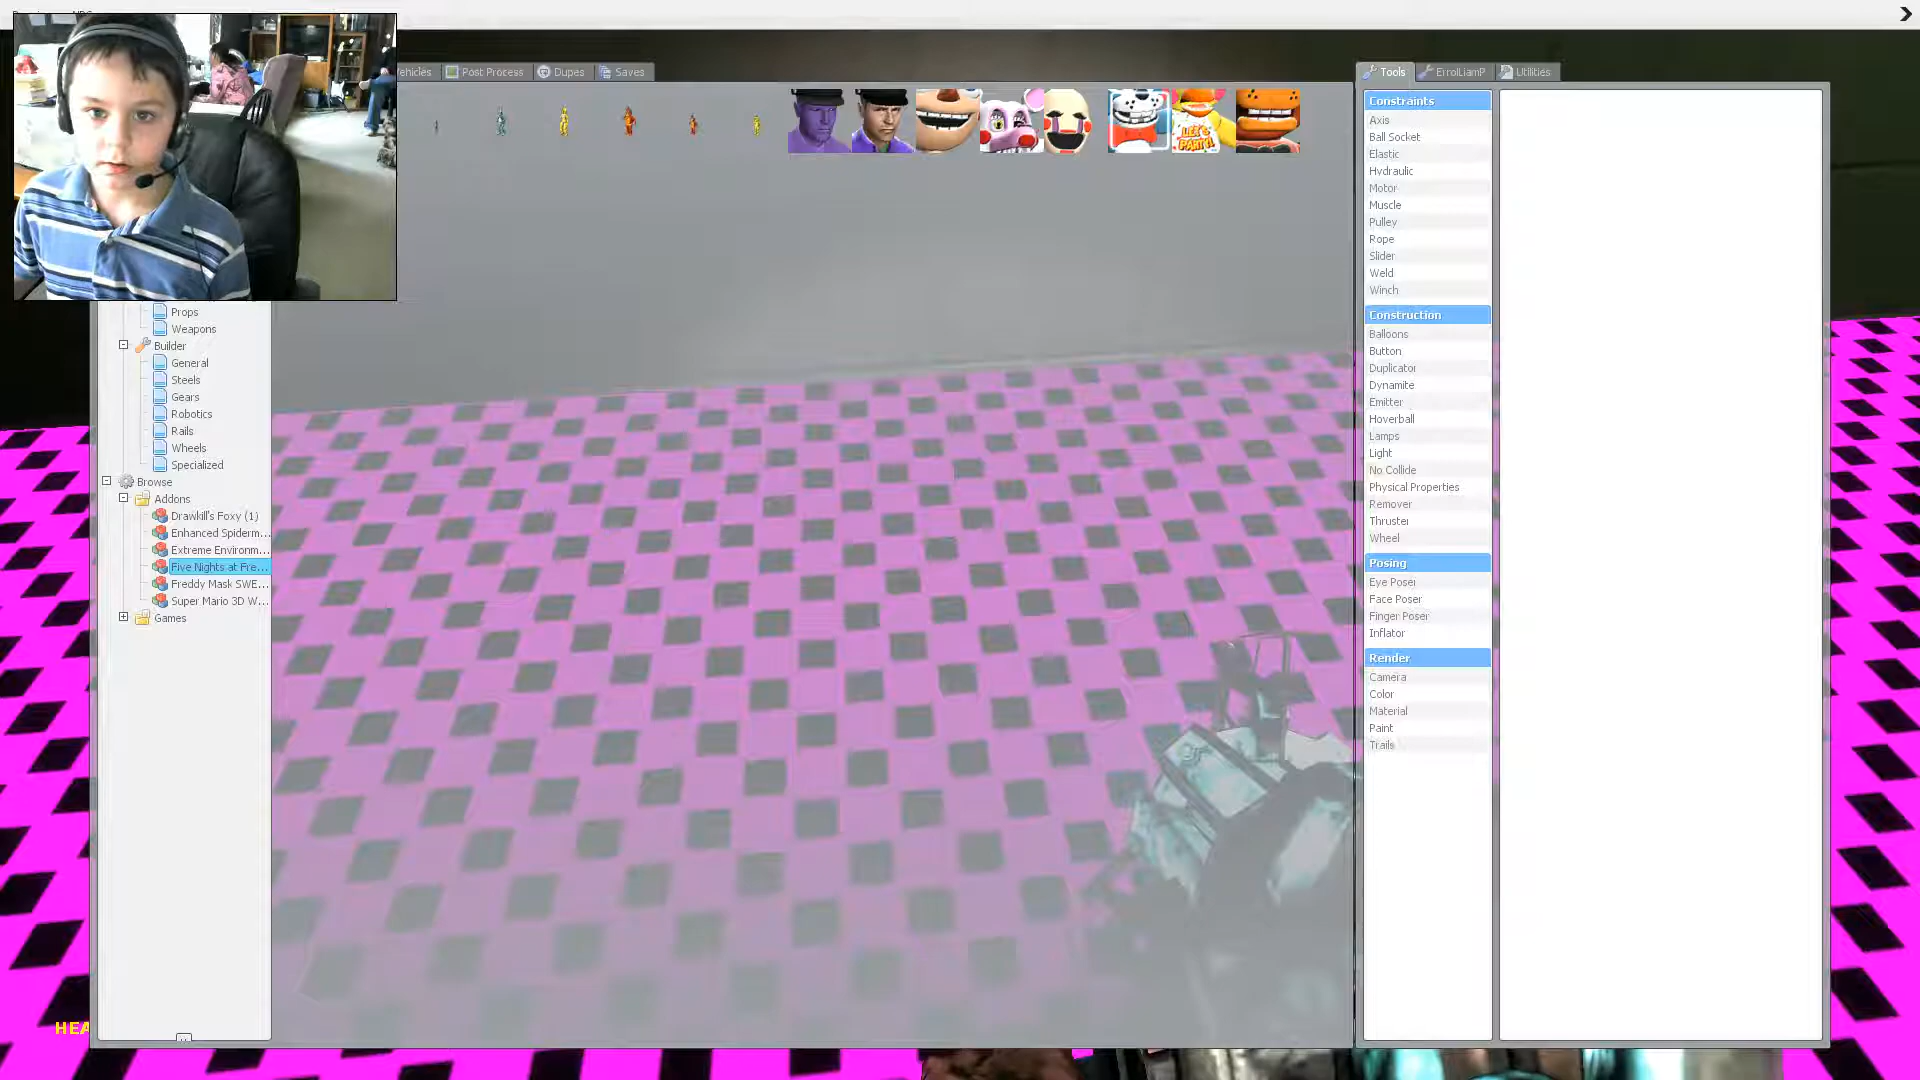 Vehicles
Post Process
Dupes
Saves
Tools
ErrolLiamP
Utilities
Props
Weapons
Builder
General
Steels
Gears
Robotics
Rails
Wheels
Specialized
Browse
Addons
Drawkill's Foxy (1)
Enhanced Spiderm...
Extreme Environm...
Five Nights at Fre...
Freddy Mask SWE...
Super Mario 3D W...
Games
HEA
LET'S
PARTY!
Constraints
Axis
Ball Socket
Elastic
Hydraulic
Motor
Muscle
Pulley
Rope
Slider
Weld
Winch
Construction
Balloons
Button
Duplicator
Dynamite
Emitter
Hoverball
Lamps
Light
No Collide
Physical Properties
Remover
Thruster
Wheel
Posing
Eye Poser
Face Poser
Finger Poser
Inflator
Render
Camera
Color
Material
Paint
Trails